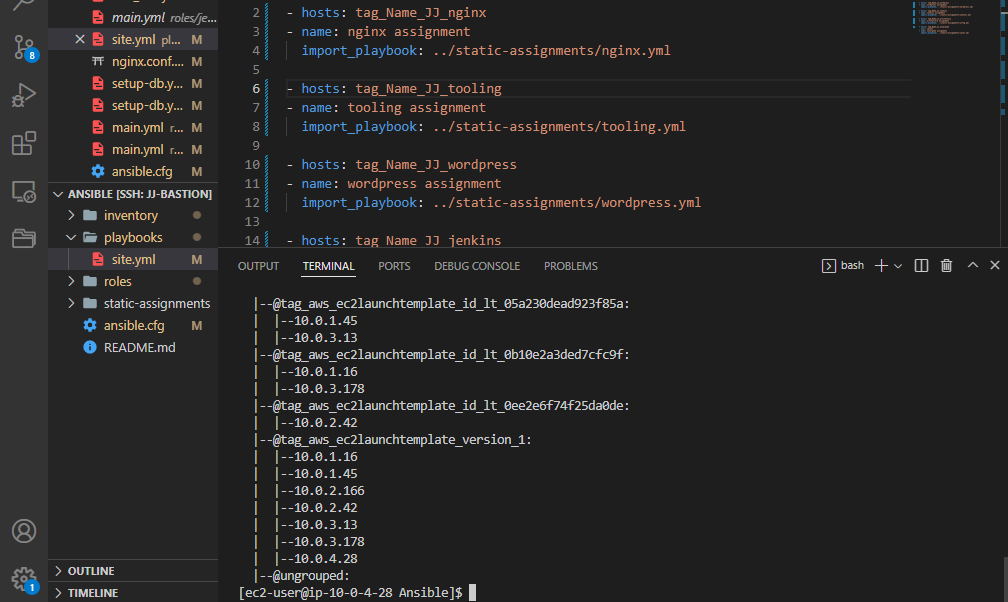 main.yml roles/je...
site.yml pl... M
nginx.conf.... M
setup-db.y... M
setup-db.y... M
main.yml r... M
main.yml r... M
ansible.cfg M
8
ANSIBLE [SSH: JJ-BASTION]
inventory
playbooks
site.yml M
roles
static-assignments
ansible.cfg M
README.md
OUTLINE
TIMELINE
1
2 - hosts: tag_Name_JJ_nginx
3 - name: nginx assignment
4 import_playbook: ../static-assignments/nginx.yml
5
6 - hosts: tag_Name_JJ_tooling
7 - name: tooling assignment
8 import_playbook: ../static-assignments/tooling.yml
9
10 - hosts: tag_Name_JJ_wordpress
11 - name: wordpress assignment
12 import_playbook: ../static-assignments/wordpress.yml
13
14 - hosts: tag_Name_JJ_jenkins
OUTPUT TERMINAL PORTS DEBUG CONSOLE PROBLEMS bash
|--@tag_aws_ec2launchtemplate_id_lt_05a230dead923f85a:
| |--10.0.1.45
| |--10.0.3.13
|--@tag_aws_ec2launchtemplate_id_lt_0b10e2a3ded7cfc9f:
| |--10.0.1.16
| |--10.0.3.178
|--@tag_aws_ec2launchtemplate_id_lt_0ee2e6f74f25da0de:
| |--10.0.2.42
|--@tag_aws_ec2launchtemplate_version_1:
| |--10.0.1.16
| |--10.0.1.45
| |--10.0.2.166
| |--10.0.2.42
| |--10.0.3.13
| |--10.0.3.178
| |--10.0.4.28
|--@ungrouped:
[ec2-user@ip-10-0-4-28 Ansible]$